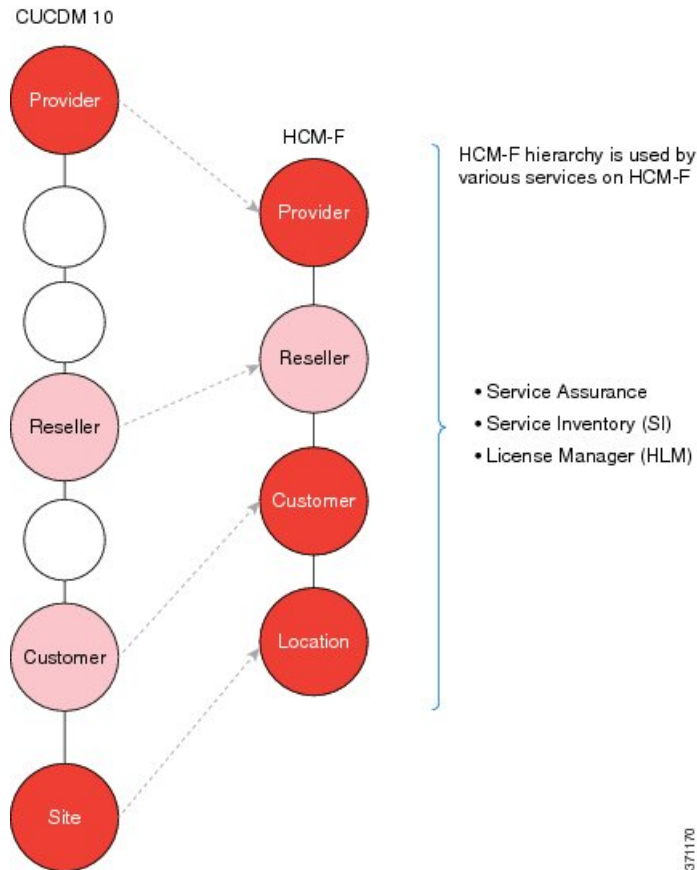 CUCDM 10
Provider
Reseller
Customer
Site
HCM-F
Provider
Reseller
Customer
Location
HCM-F hierarchy is used by
various services on HCM-F
• Service Assurance
• Service Inventory (SI)
• License Manager (HLM)
371170